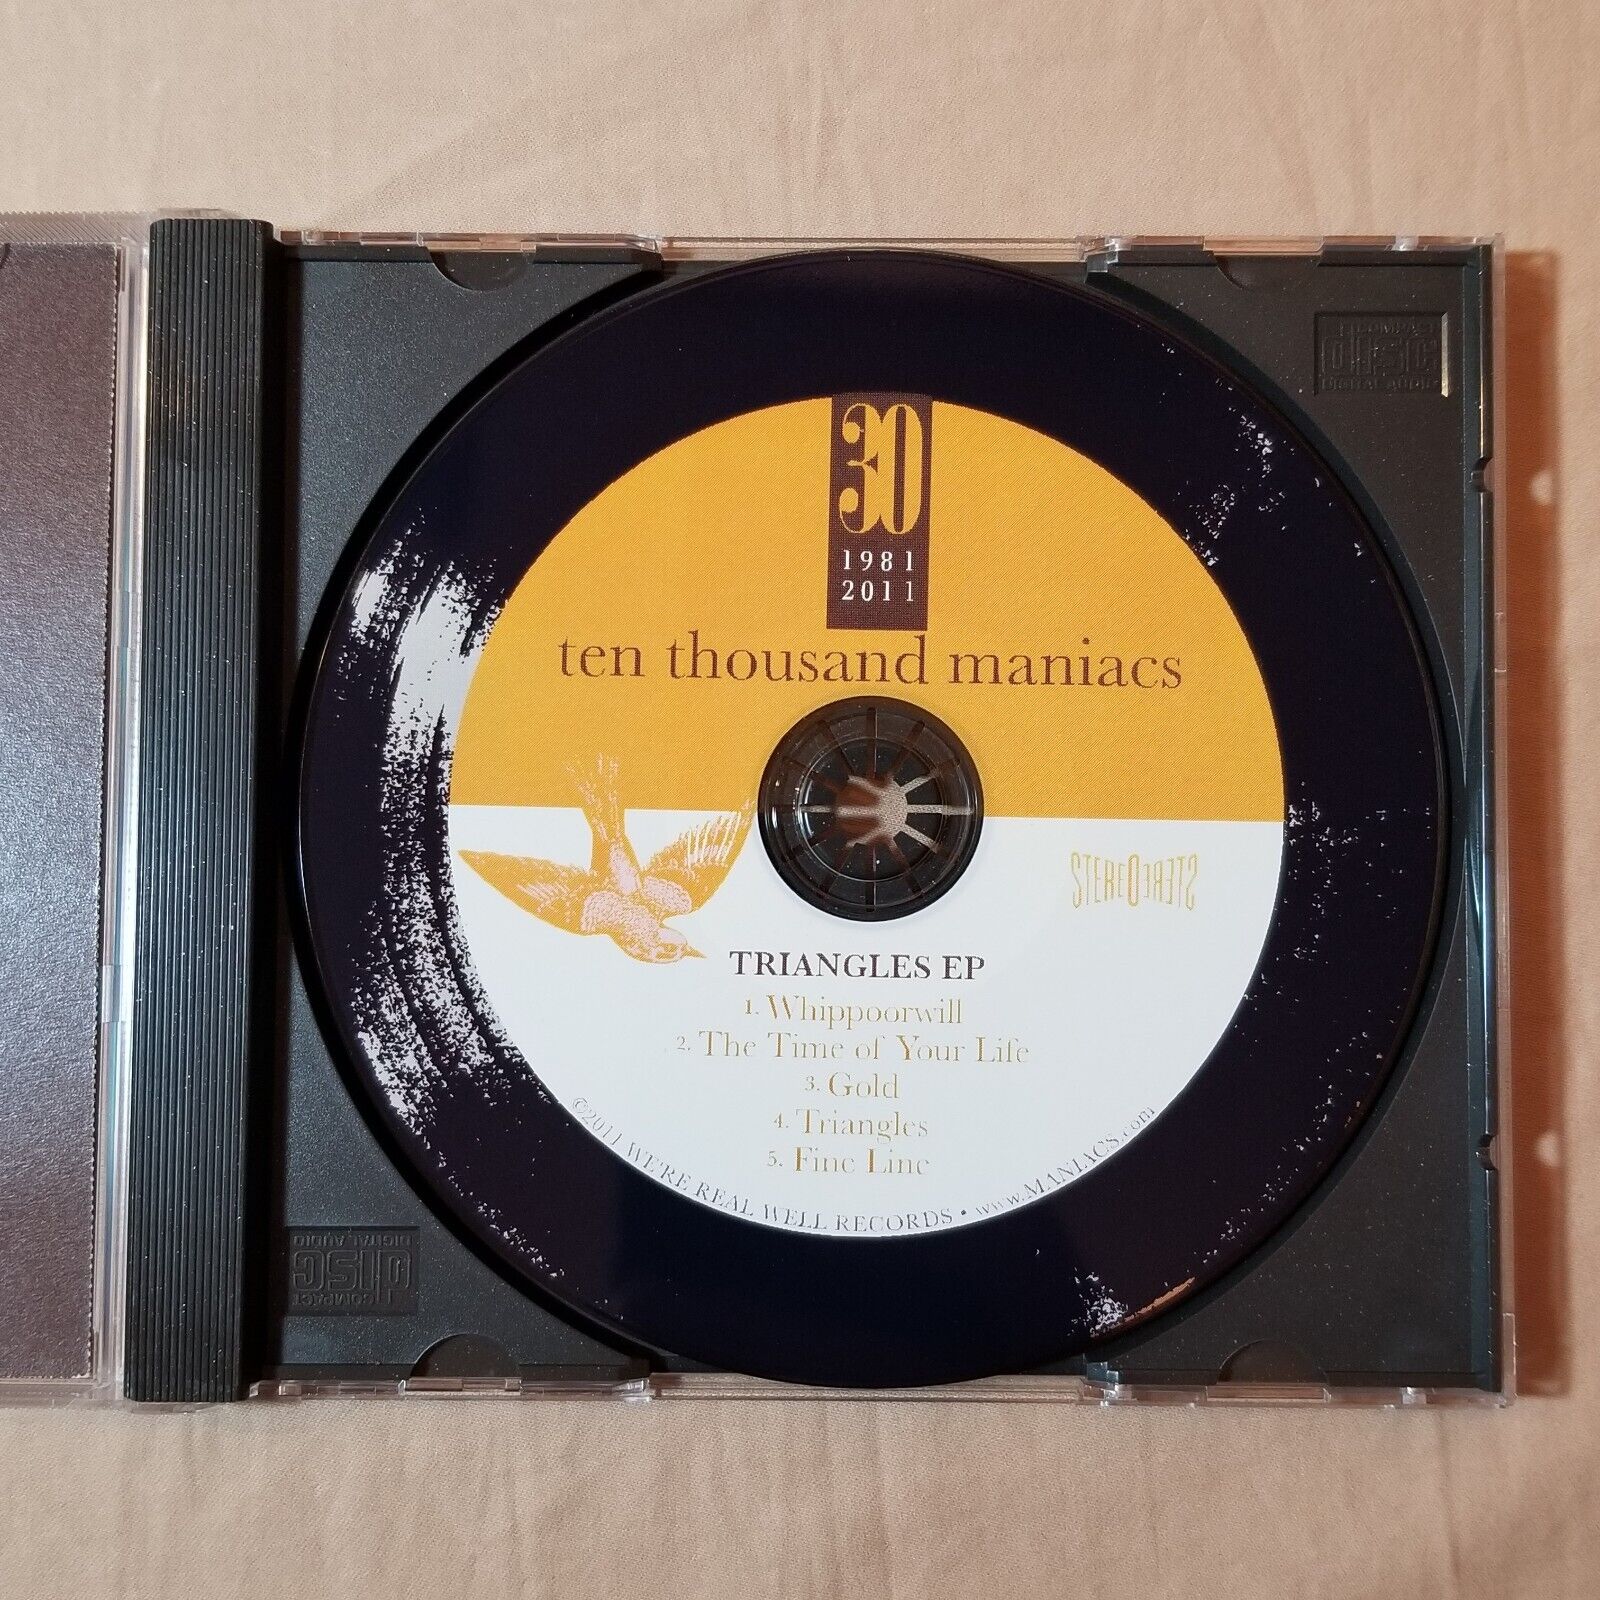 COMPACT
DISC
DIGITAL AUDIO
30
1981
2011
ten thousand maniacs
STEREO
TRIANGLES EP
1. Whippoorwill
2. The Time of Your Life
3. Gold
4. Triangles
5. Fine Line
©2011 WE'RE REAL WELL RECORDS • www.MANIACS.com
COMPACT
DISC
DIGITAL AUDIO